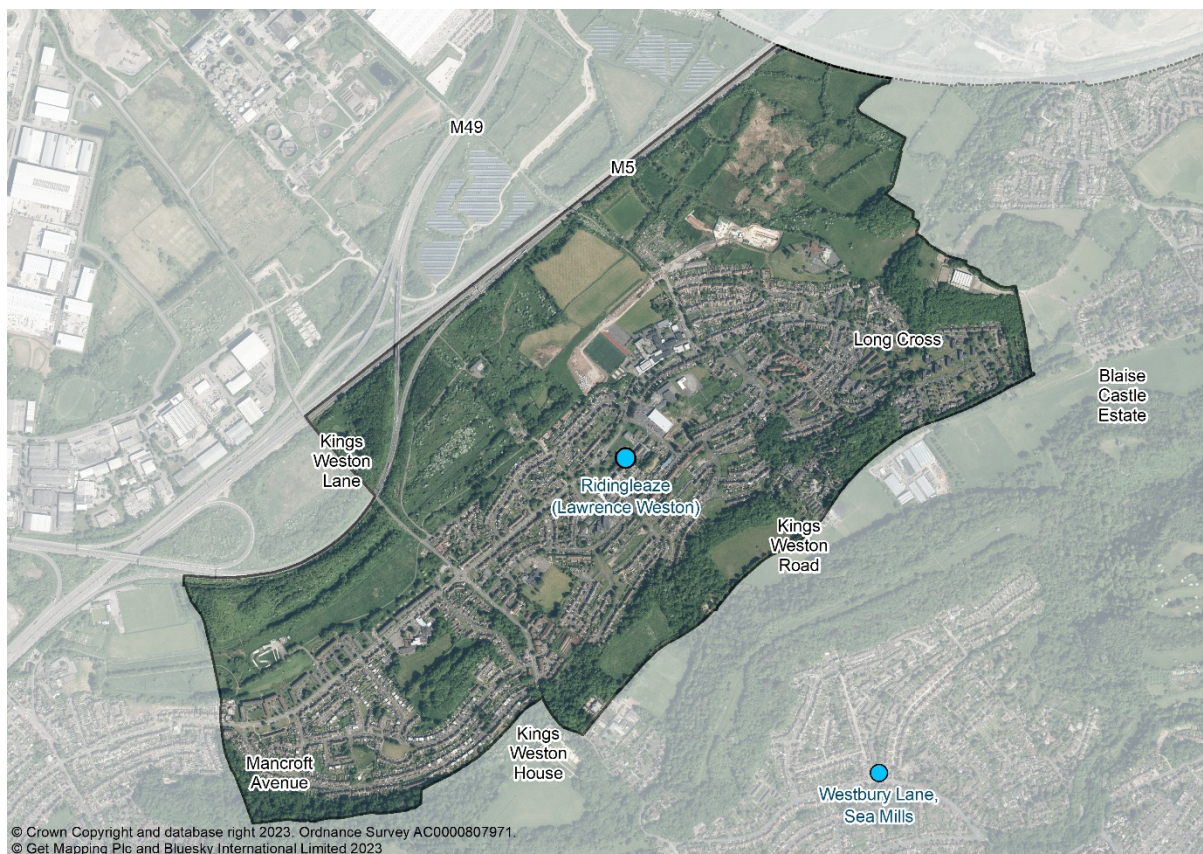 M49
M5
Long Cross
Blaise
Castle
Estate
Kings
Weston
Lane
Ridingleaze
(Lawrence Weston)
Kings
Weston
Road
Kings
Weston
House
Mancroft
Avenue
Westbury Lane,
Sea Mills
© Crown Copyright and database right 2023. Ordnance Survey AC0000807971.
© Get Mapping Plc and Bluesky International Limited 2023